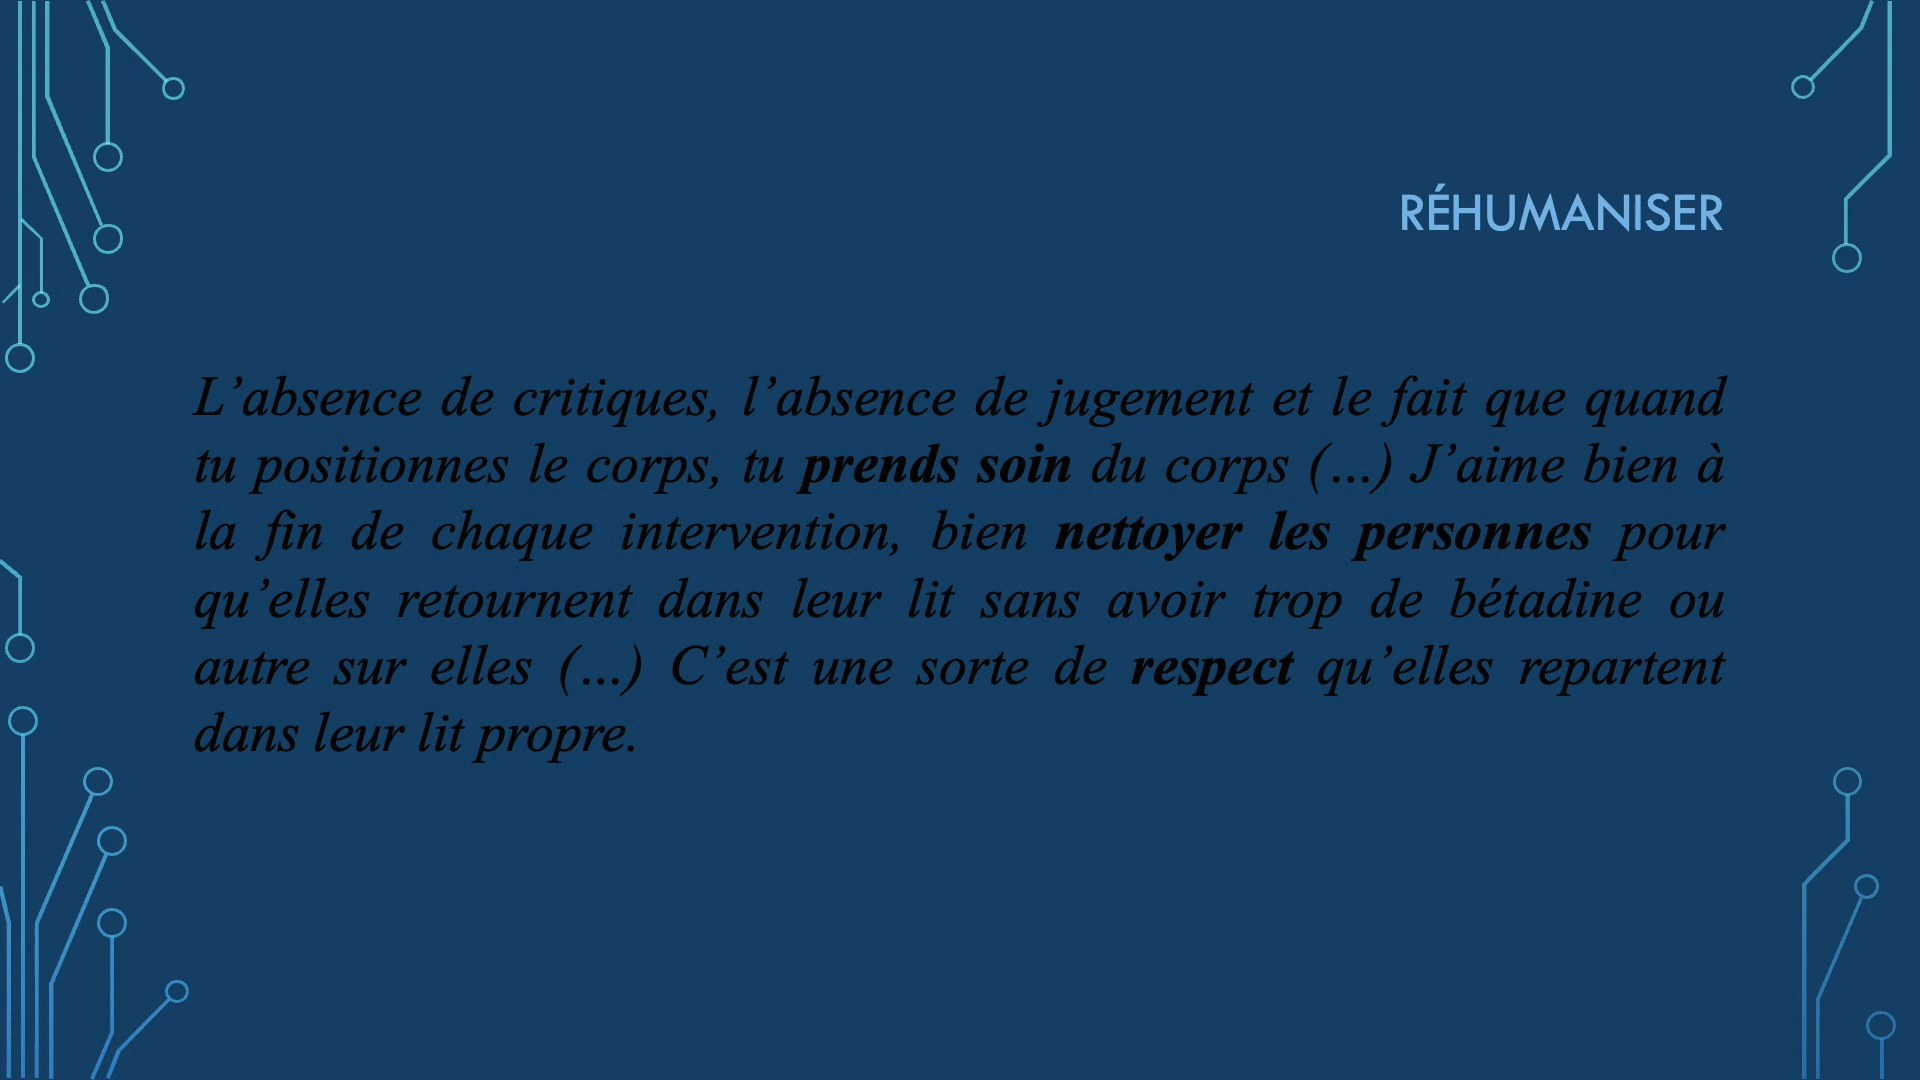 RÉHUMANISER
L’absence de critiques, l’absence de jugement et le fait que quand
tu positionnes le corps, tu prends soin du corps (…) J’aime bien à
la fin de chaque intervention, bien nettoyer les personnes pour
qu’elles retournent dans leur lit sans avoir trop de bétadine ou
autre sur elles (…) C’est une sorte de respect qu’elles repartent
dans leur lit propre.